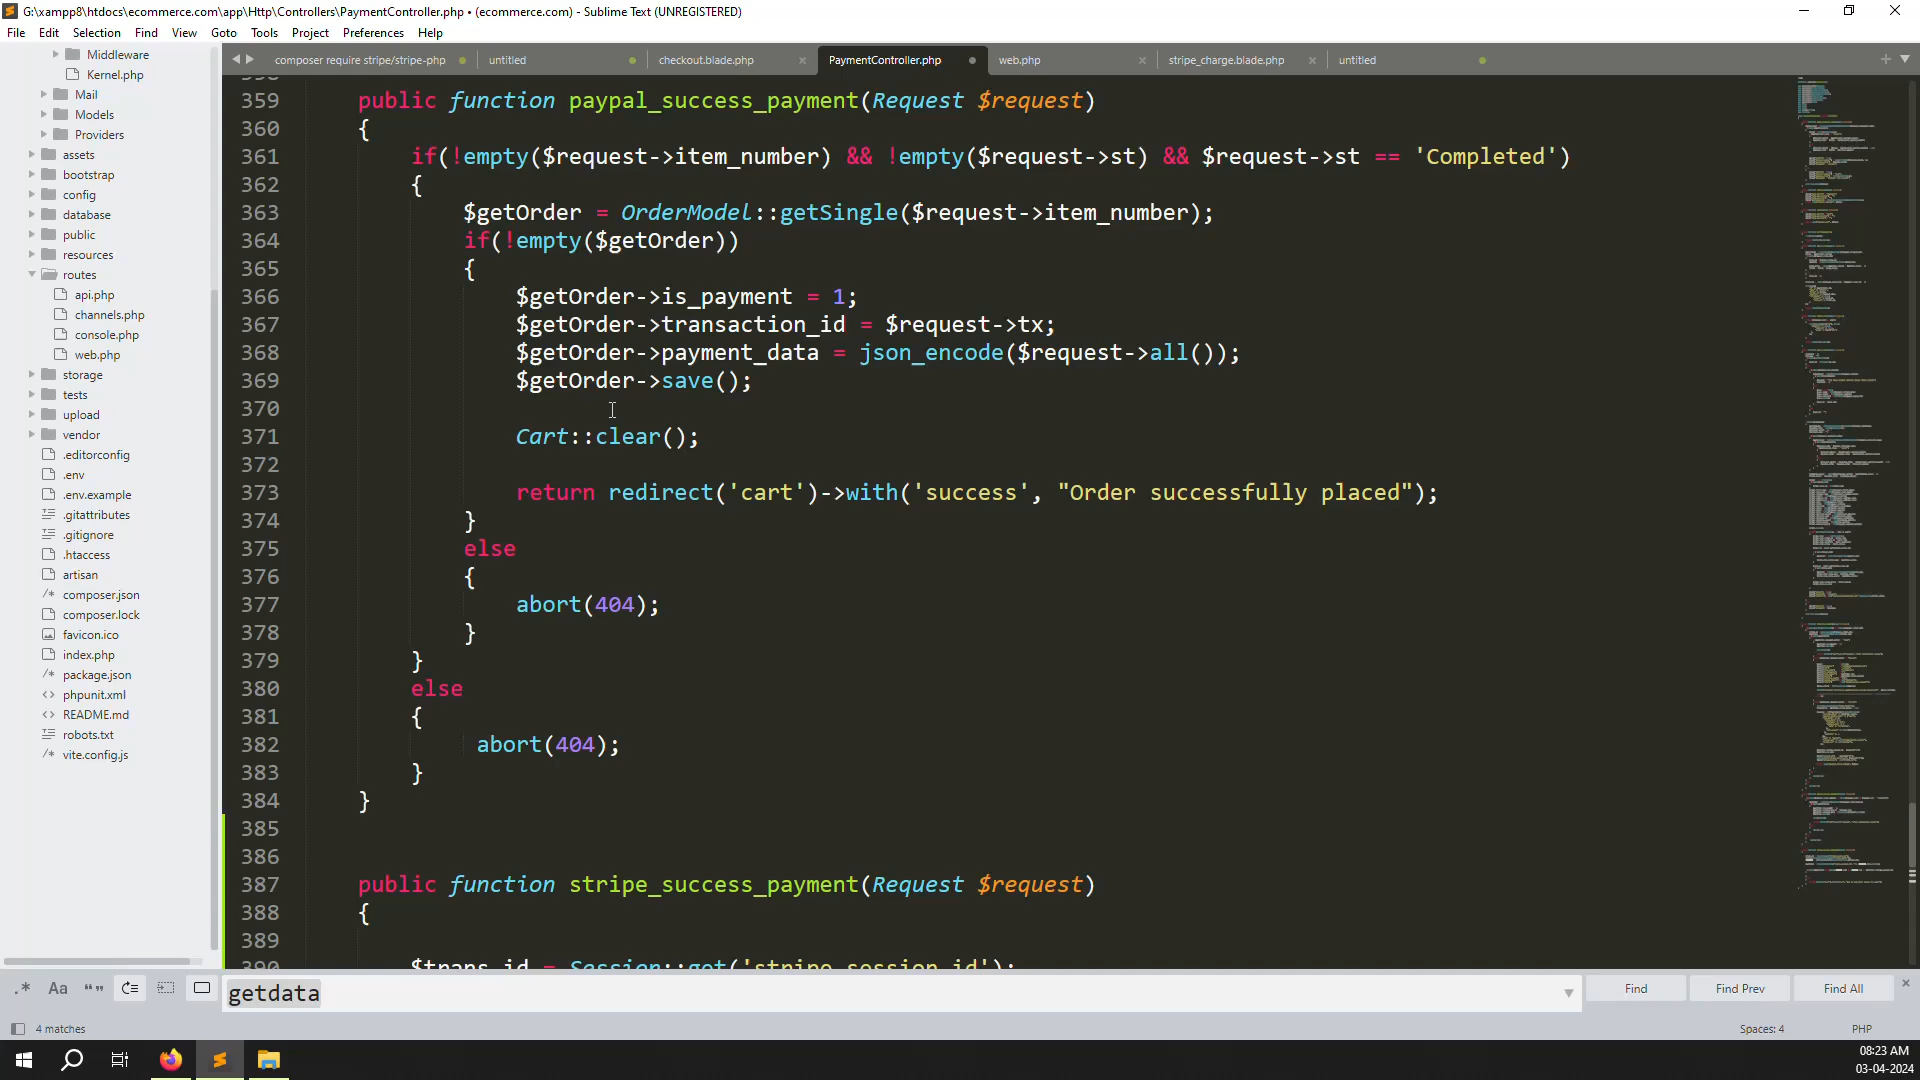 G:\xampp8\htdocs\ecommerce.com\app\Http\Controllers\PaymentController.php • (ecommerce.com) - Sublime Text (UNREGISTERED)
File Edit Selection Find View Goto Tools Project Preferences Help
composer require stripe/stripe-php untitled checkout.blade.php PaymentController.php web.php stripe_charge.blade.php untitled
Middleware
Kernel.php
Mail
Models
Providers
assets
bootstrap
config
database
public
resources
routes
api.php
channels.php
console.php
web.php
storage
tests
upload
vendor
.editorconfig
.env
.env.example
.gitattributes
.gitignore
.htaccess
artisan
composer.json
composer.lock
favicon.ico
index.php
package.json
phpunit.xml
README.md
robots.txt
vite.config.js
359 public function paypal_success_payment(Request $request)
360 {
361 if(!empty($request->item_number) && !empty($request->st) && $request->st == 'Completed')
362 {
363 $getOrder = OrderModel::getSingle($request->item_number);
364 if(!empty($getOrder))
365 {
366 $getOrder->is_payment = 1;
367 $getOrder->transaction_id = $request->tx;
368 $getOrder->payment_data = json_encode($request->all());
369 $getOrder->save();
370
371 Cart::clear();
372
373 return redirect('cart')->with('success', "Order successfully placed");
374 }
375 else
376 {
377 abort(404);
378 }
379 }
380 else
381 {
382 abort(404);
383 }
384 }
385
386
387 public function stripe_success_payment(Request $request)
388 {
389
390 $trans_id = Session::get('stripe_session_id');
.* Aa “” getdata Find Find Prev Find All
4 matches Spaces: 4 PHP
08:23 AM
03-04-2024